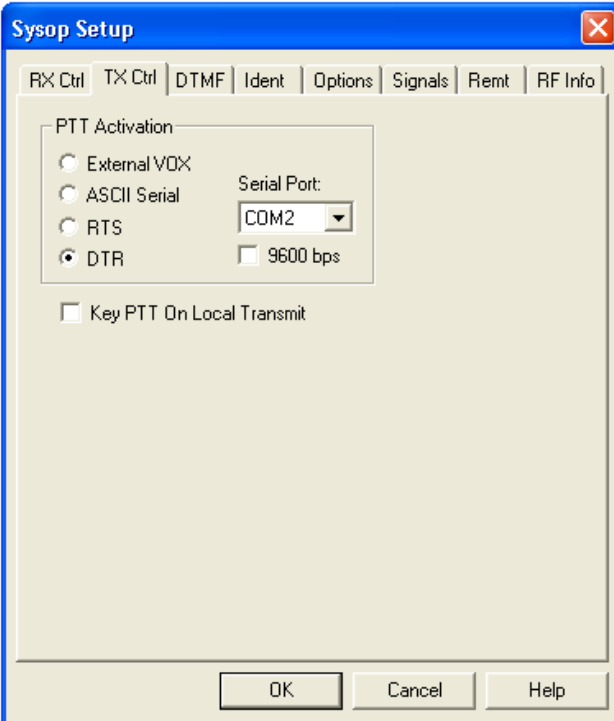 Sysop Setup
RX Ctrl TX Ctrl DTMF Ident Options Signals Remt RF Info
PTT Activation
External VOX
ASCII Serial
RTS
DTR
Serial Port:
COM2
9600 bps
Key PTT On Local Transmit
OK Cancel Help